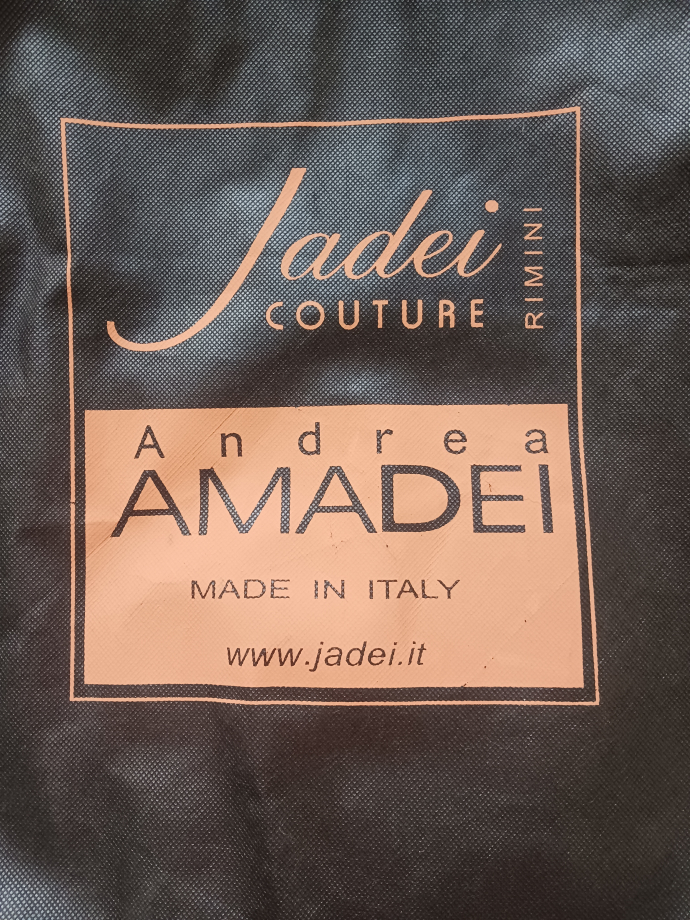 Jadei
COUTURE
RIMINI
Andrea
AMADEI
MADE IN ITALY
www.jadei.it